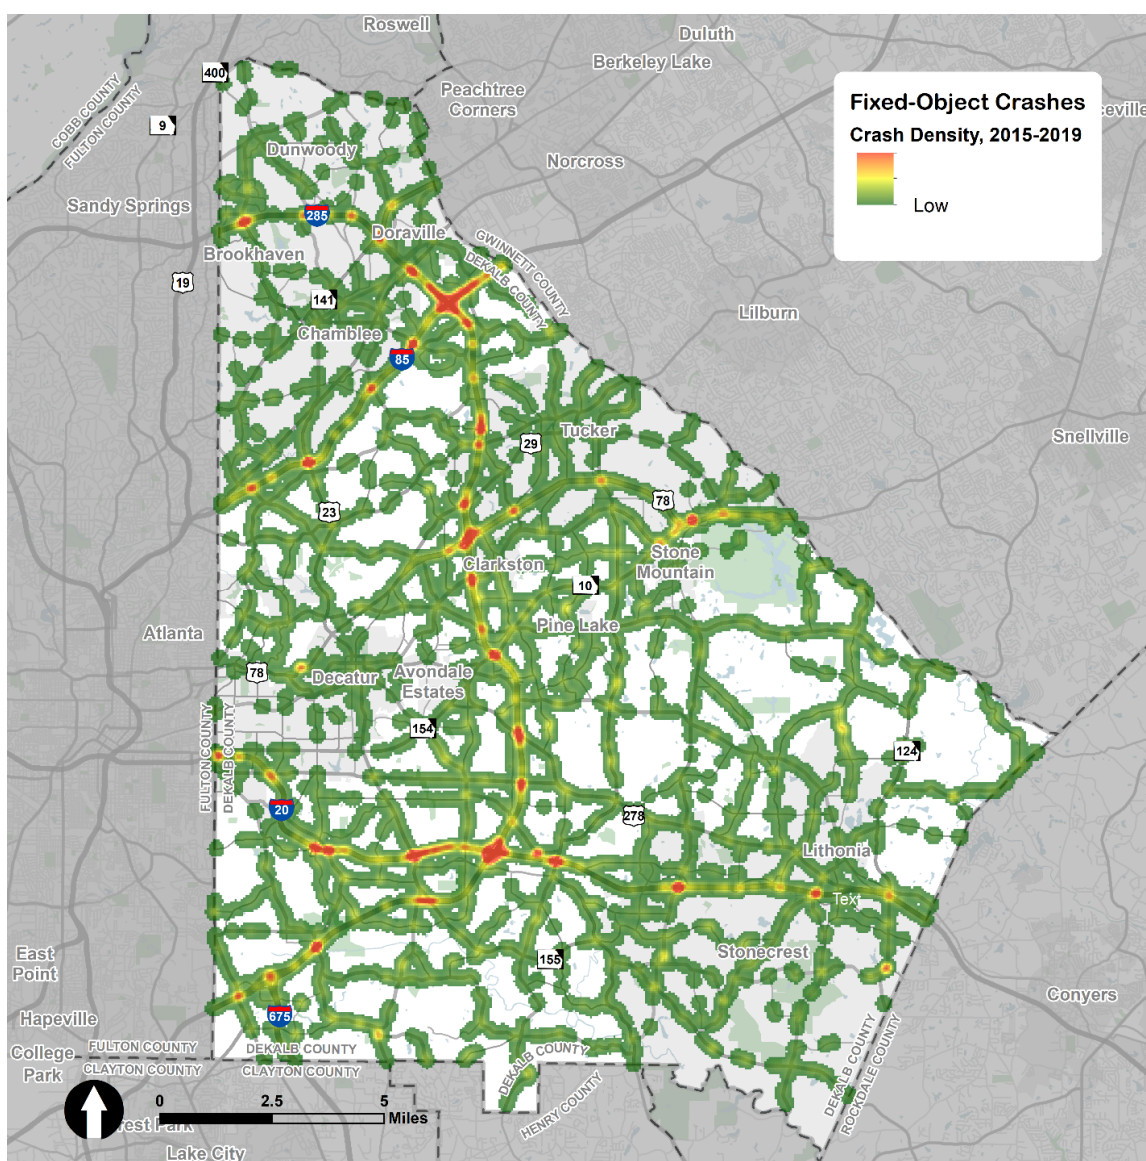 Roswell
Duluth
Berkeley Lake
Peachtree
Corners
400
9
COBB COUNTY
FULTON COUNTY
Fixed-Object Crashes
Crash Density, 2015-2019
Low
ceville
Dunwoody
Norcross
Sandy Springs
285
Doraville
Brookhaven
GWINNETT COUNTY
DEKALB COUNTY
19
141
Chamblee
Lilburn
85
29
Tucker
Snellville
23
78
Clarkston
Stone
Mountain
10
Pine Lake
Atlanta
78
Decatur
Avondale
Estates
154
124
FULTON COUNTY
DEKALB COUNTY
20
278
Lithonia
Tex
Stonecrest
155
East
Point
Conyers
Hapeville
675
College
Park
FULTON COUNTY
CLAYTON COUNTY
DEKALB COUNTY
CLAYTON COUNTY
DEKALB COUNTY
HENRY COUNTY
DEKALB COUNTY
ROCKDALE COUNTY
0 2.5 5
Miles
rest Park
Lake City